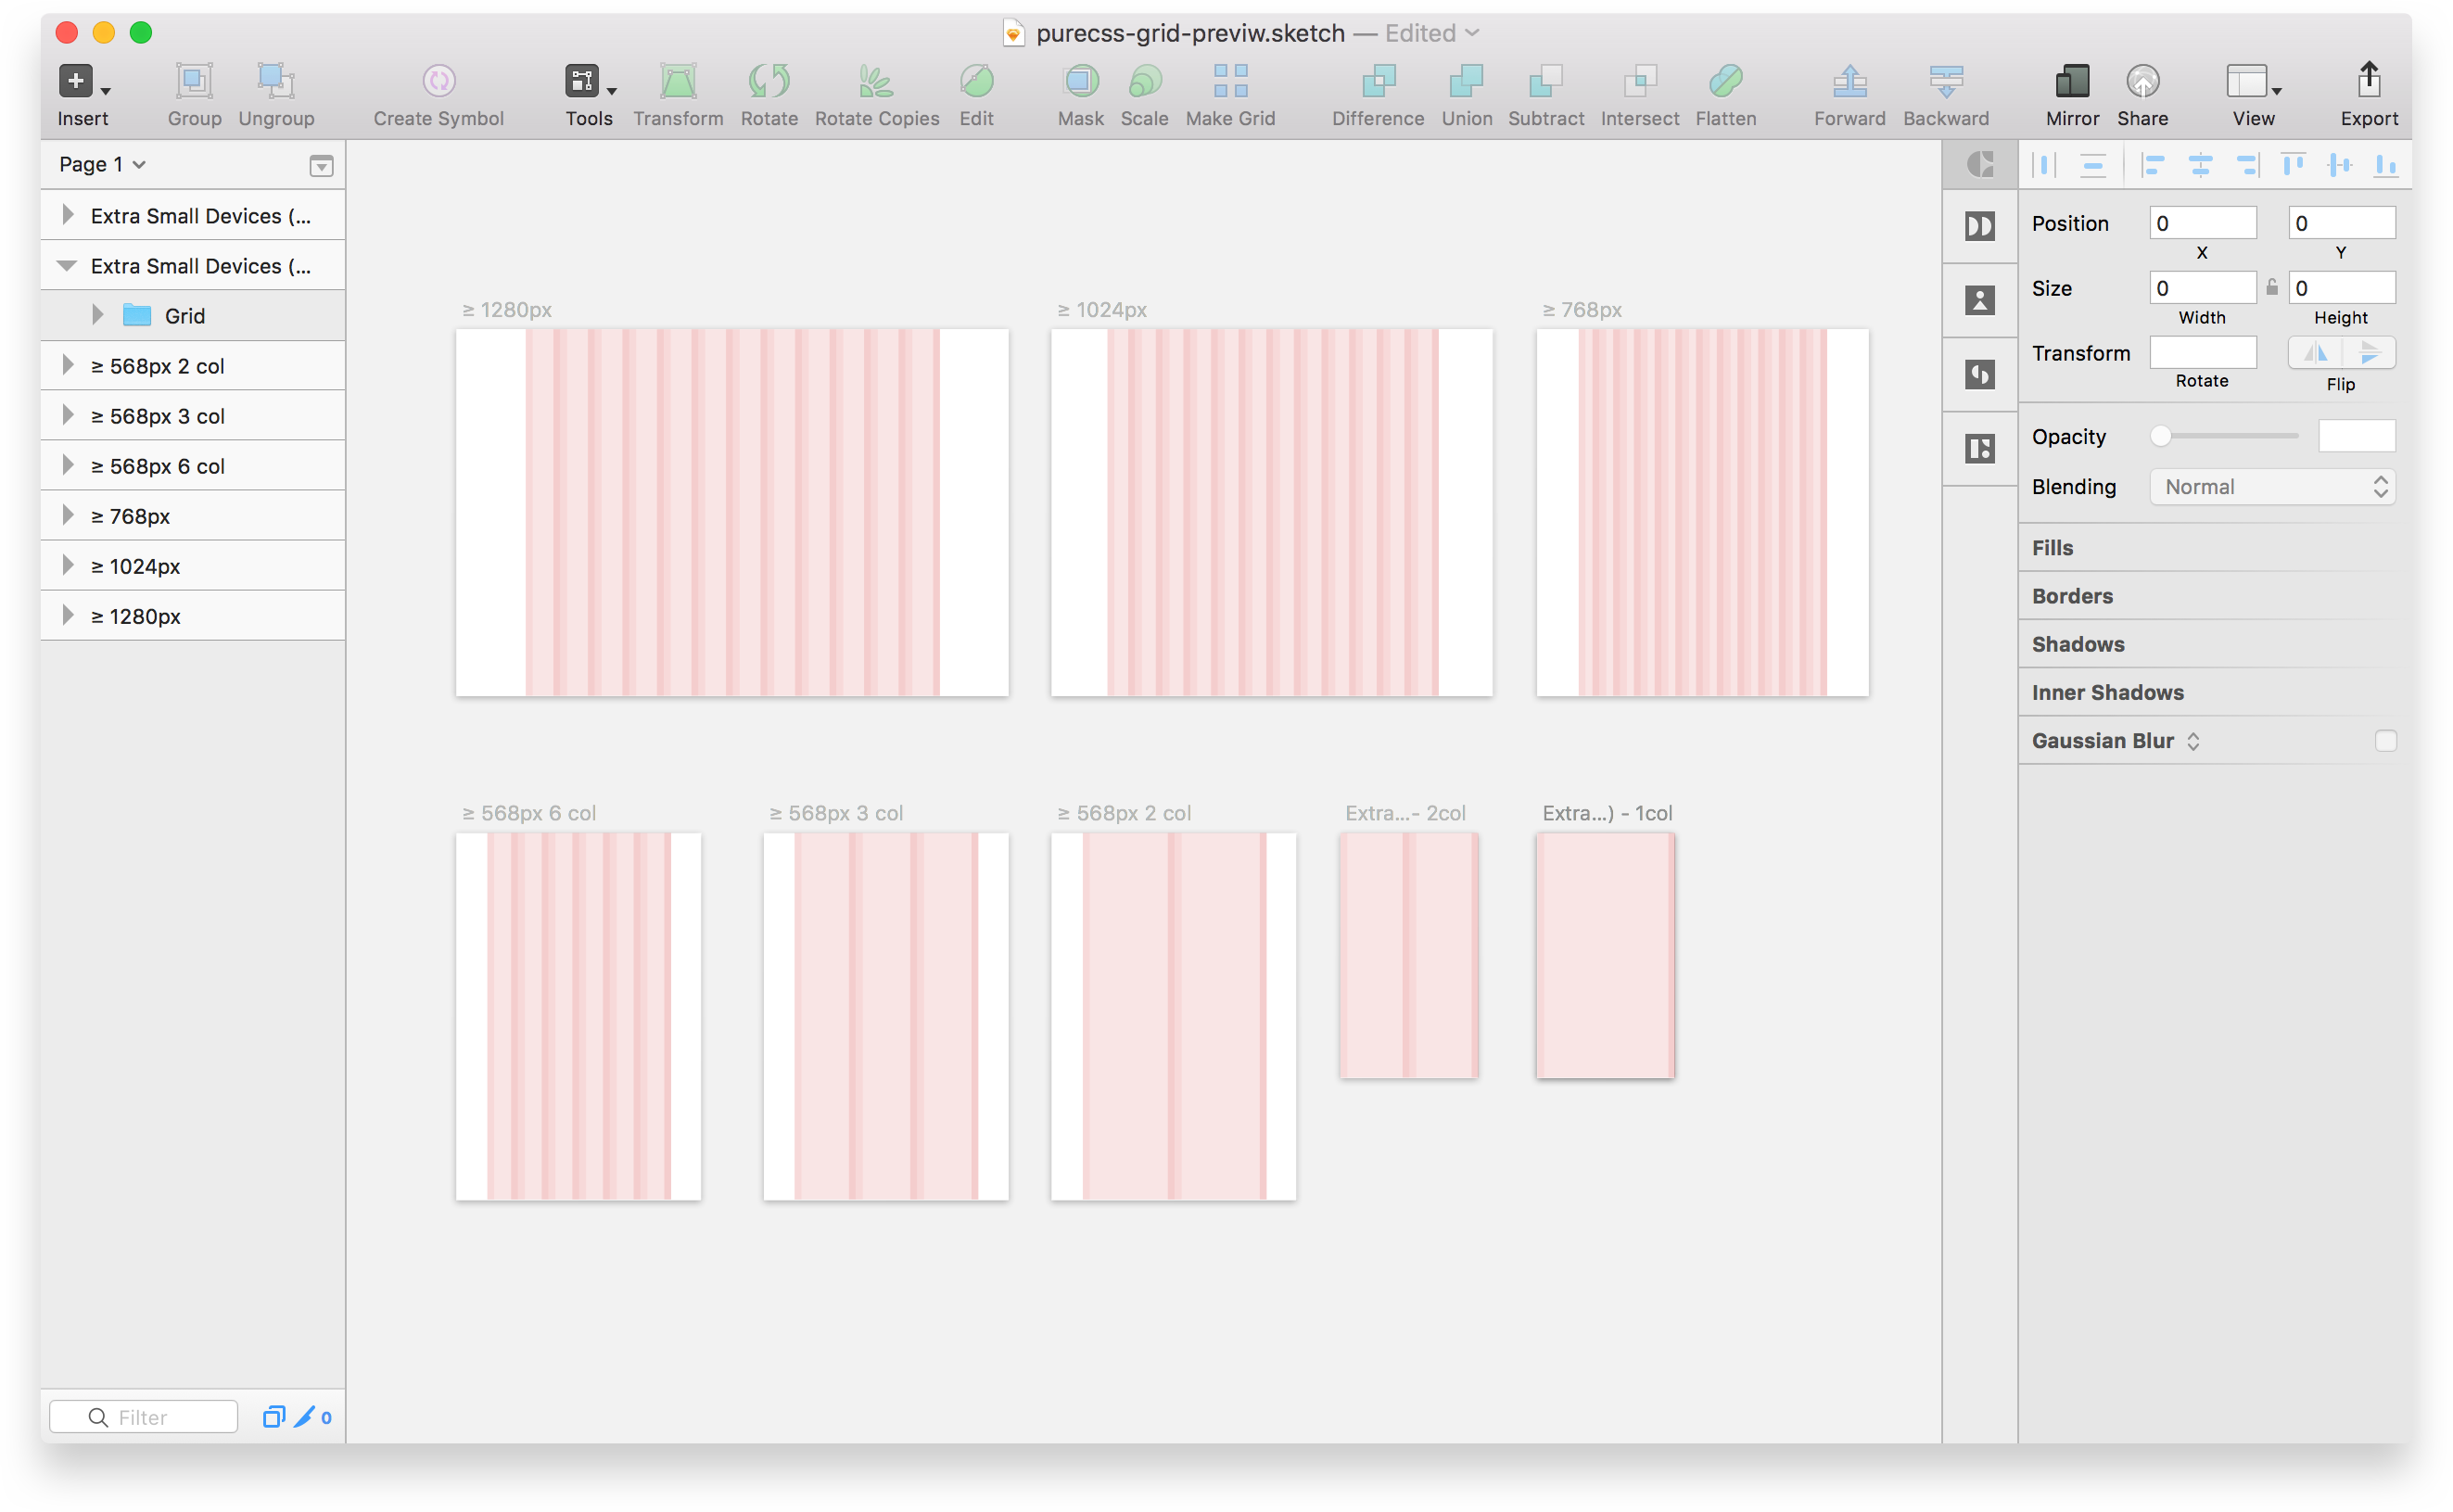 purecss-grid-previw.sketch — Edited
Insert Group Ungroup Create Symbol Tools Transform Rotate Rotate Copies Edit Mask Scale Make Grid Difference Union Subtract Intersect Flatten Forward Backward Mirror Share View Export
Page 1
Extra Small Devices (...
Extra Small Devices (...
Grid
≥ 568px 2 col
≥ 568px 3 col
≥ 568px 6 col
≥ 768px
≥ 1024px
≥ 1280px
Filter
0
≥ 1280px
≥ 1024px
≥ 768px
≥ 568px 6 col
≥ 568px 3 col
≥ 568px 2 col
Extra...- 2col
Extra...) - 1col
Position 0 0
X Y
Size 0 0
Width Height
Transform
Rotate Flip
Opacity
Blending Normal
Fills
Borders
Shadows
Inner Shadows
Gaussian Blur